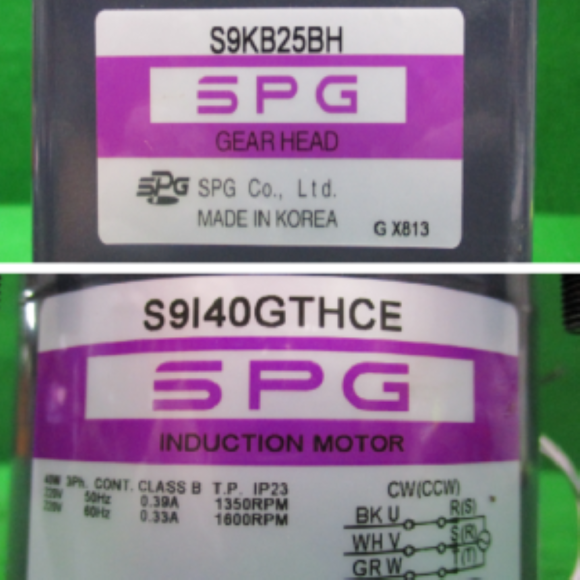 S9KB25BH
SPG
GEAR HEAD
SPG SPG Co., Ltd.
MADE IN KOREA
G X813
S9I40GTHCE
SPG
INDUCTION MOTOR
40W 3Ph. CONT. CLASS B T.P. IP23
220V 50Hz 0.39A 1350RPM
220V 60Hz 0.33A 1600RPM
CW(CCW)
BK U R(S)
WH V S(R)
GR W T(T)